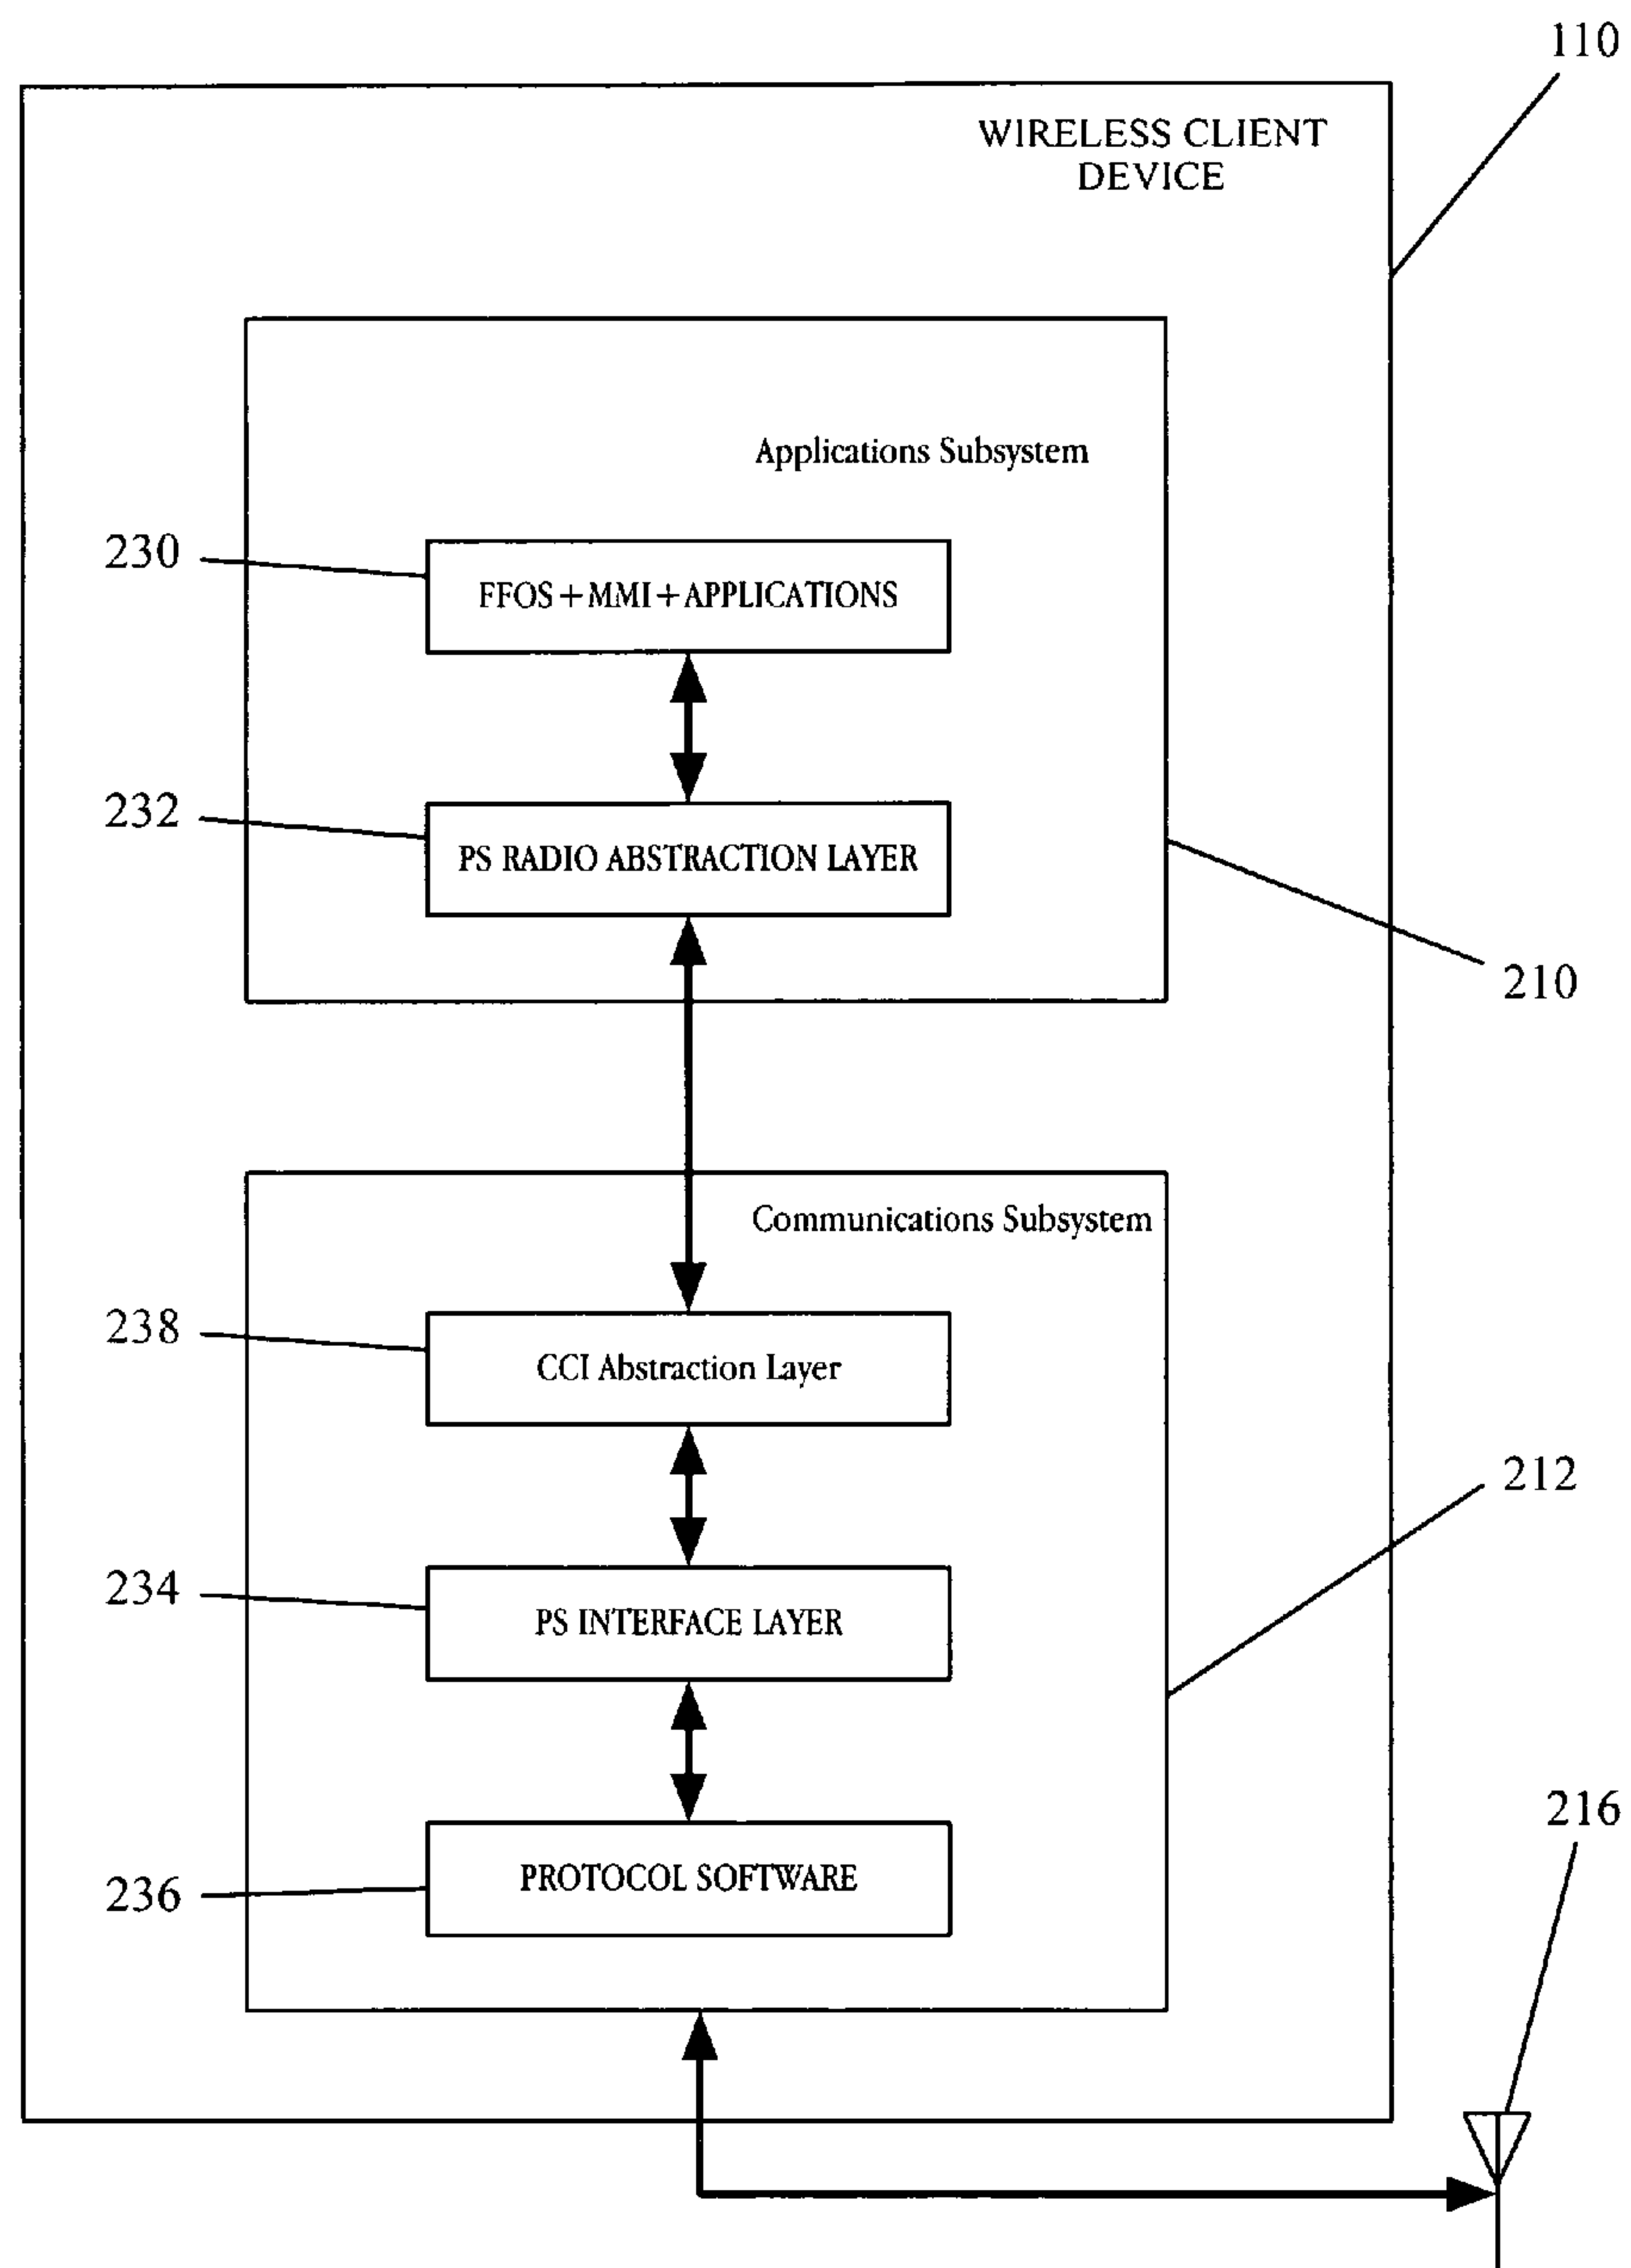 110
WIRELESS CLIENT
DEVICE
Applications Subsystem
230
FFOS+MMI+APPLICATIONS
232
PS RADIO ABSTRACTION LAYER
210
Communications Subsystem
238
CCI Abstraction Layer
212
234
PS INTERFACE LAYER
216
236
PROTOCOL SOFTWARE